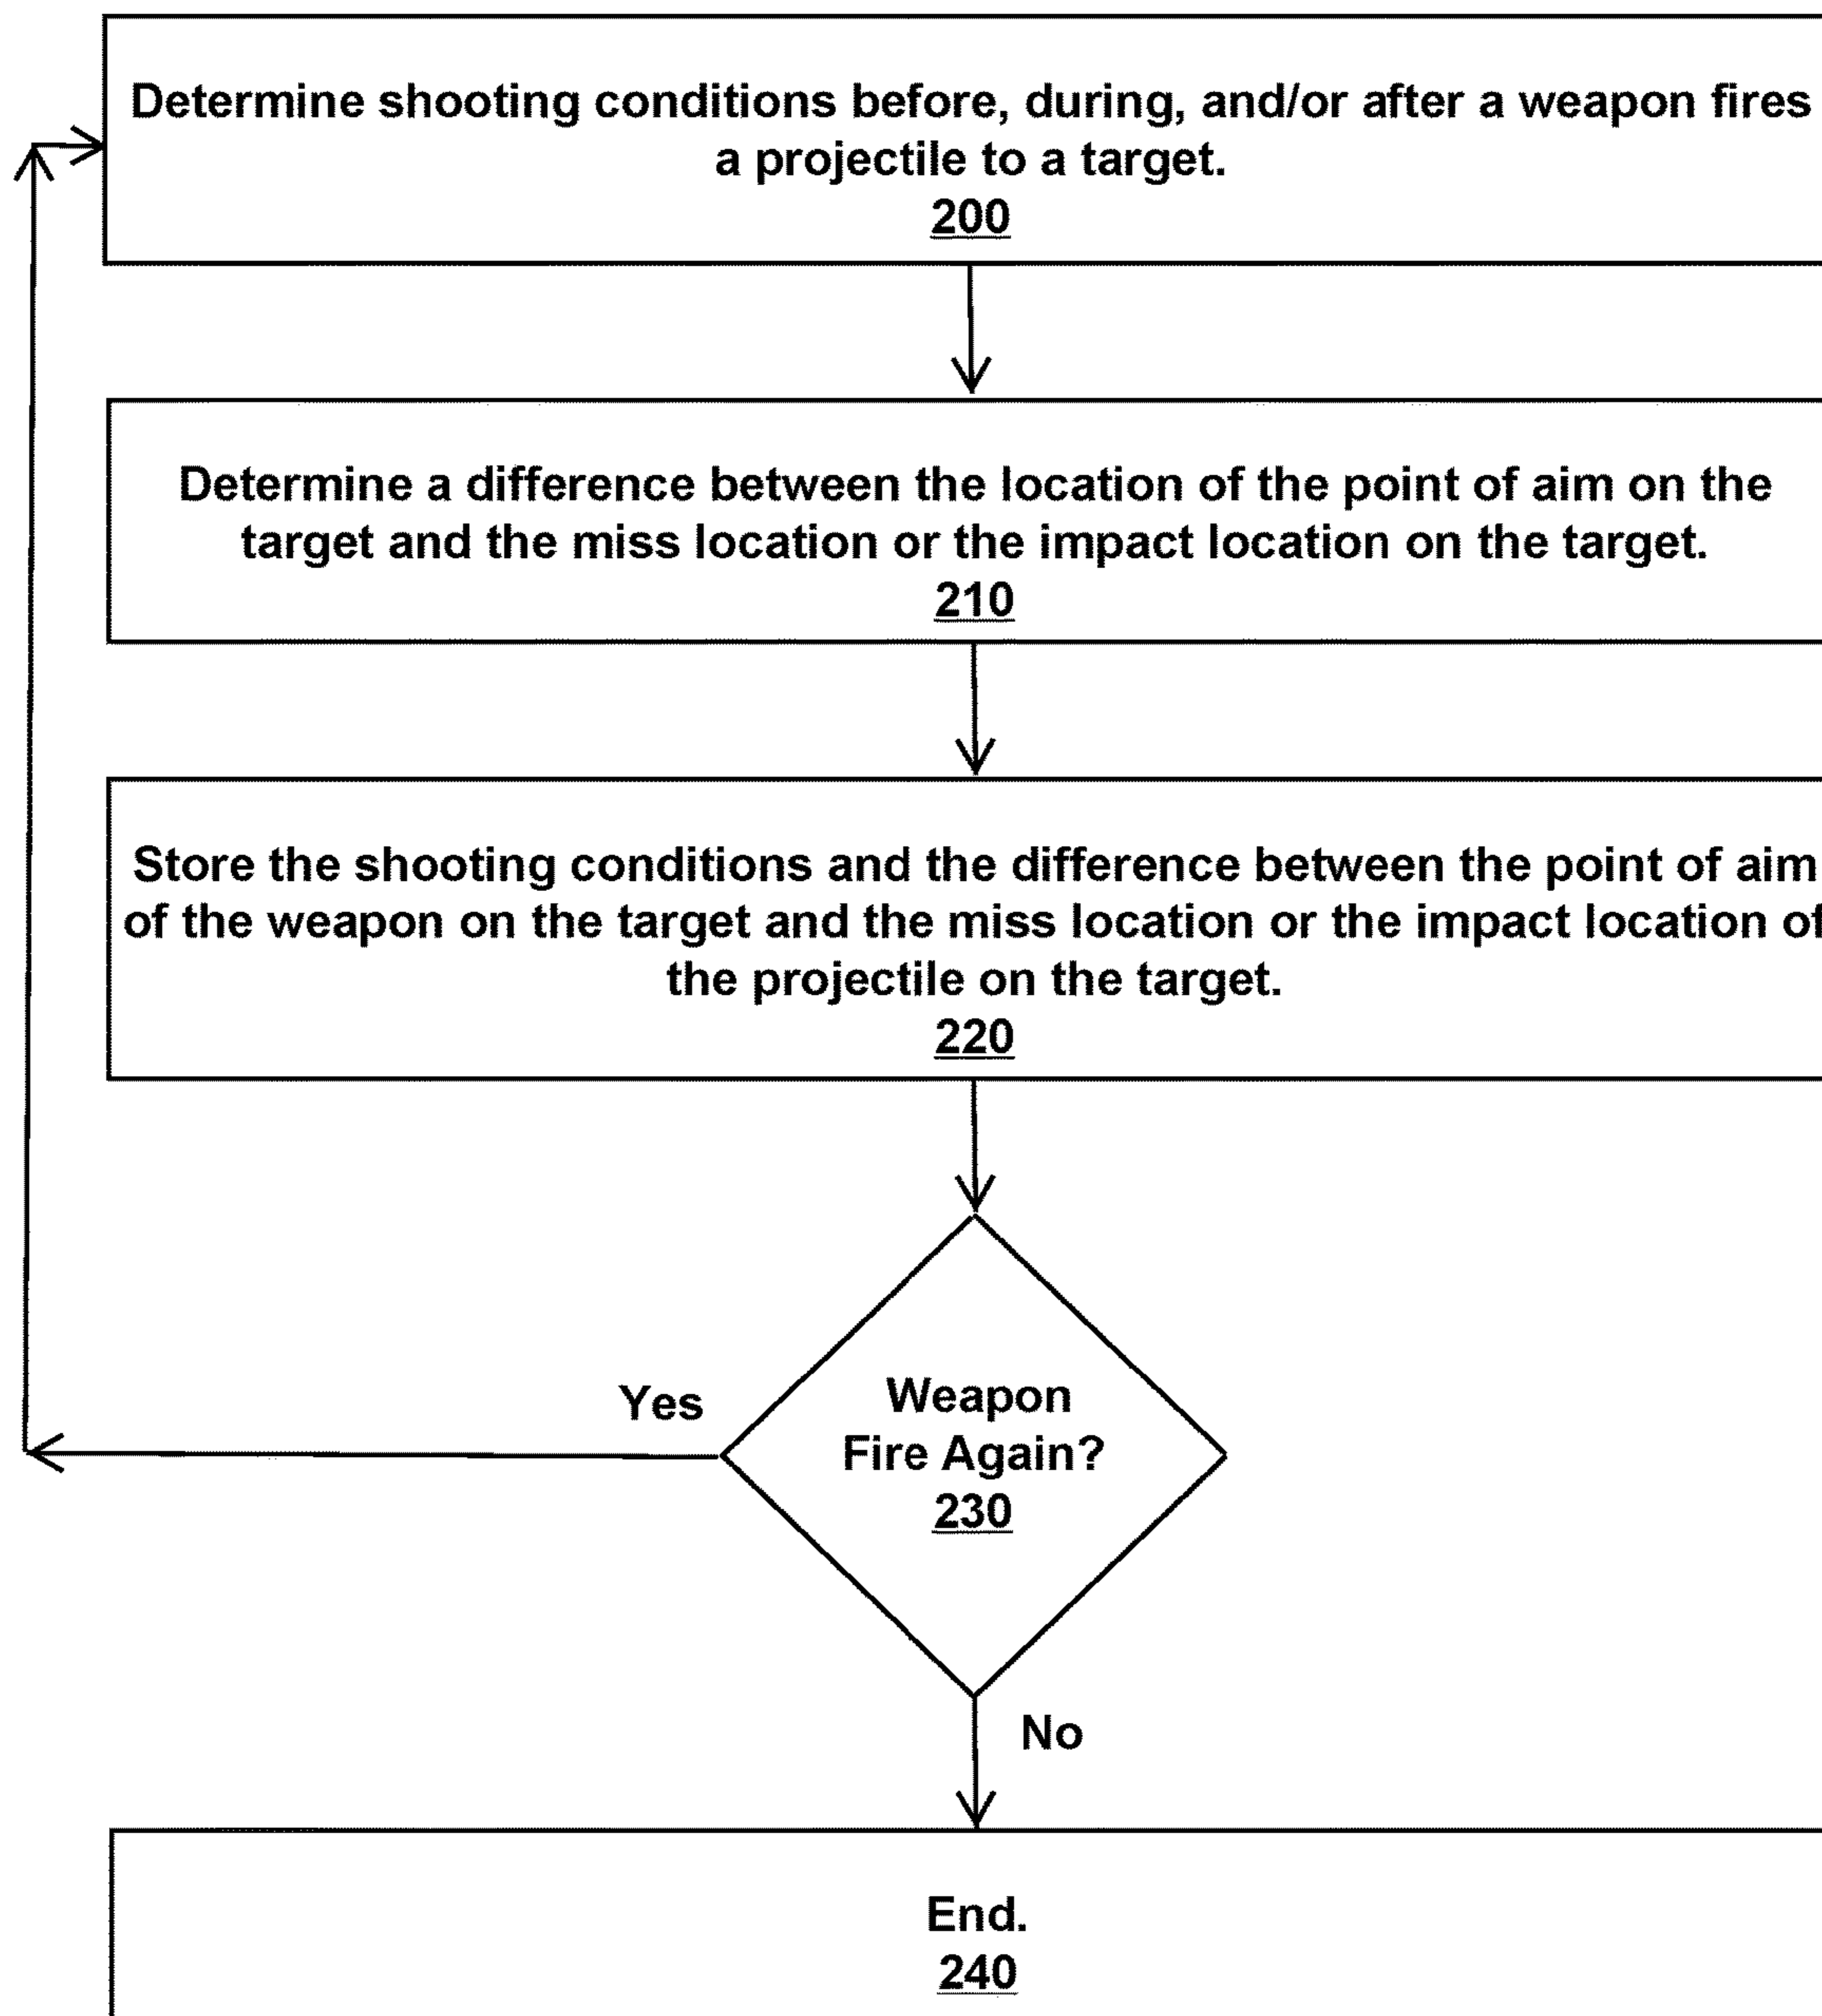 Determine shooting conditions before, during, and/or after a weapon fires
a projectile to a target.
200
Determine a difference between the location of the point of aim on the
target and the miss location or the impact location on the target.
210
Store the shooting conditions and the difference between the point of aim
of the weapon on the target and the miss location or the impact location of
the projectile on the target.
220
Yes
Weapon
Fire Again?
230
No
End.
240